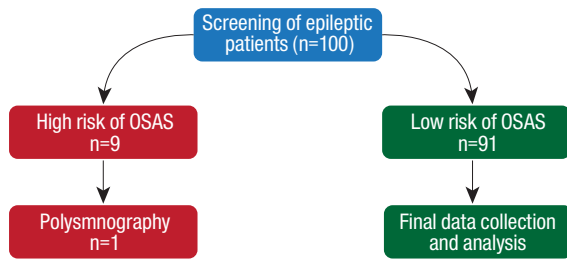 Screening of epileptic
patients (n=100)
High risk of OSAS
n=9
Low risk of OSAS
n=91
Polysmnography
n=1
Final data collection
and analysis